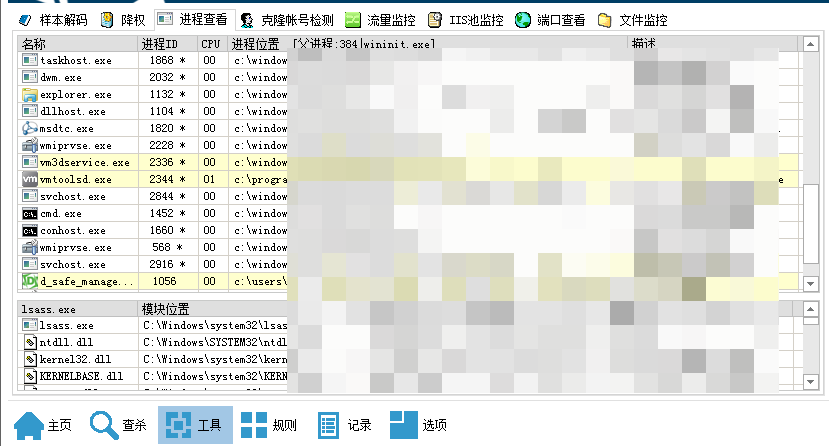 样本解码 降权 进程查看 克隆帐号检测 流量监控 IIS池监控 端口查看 文件监控
名称 进程ID CPU 进程位置 [父进程:384|wininit.exe] 描述
taskhost.exe 1868 * 00 c:\window
dwm.exe 2032 * 00 c:\window
explorer.exe 1132 * 00 c:\window
dllhost.exe 1104 * 00 c:\window
msdtc.exe 1820 * 00 c:\window
wmiprvse.exe 2228 * 00 c:\window
vm3dservice.exe 2336 * 00 c:\window
vmtoolsd.exe 2344 * 01 c:\progra
svchost.exe 2844 * 00 c:\window
cmd.exe 1452 * 00 c:\window
conhost.exe 1660 * 00 c:\window
wmiprvse.exe 568 * 00 c:\window
svchost.exe 2916 * 00 c:\window
d_safe_manage... 1056 00 c:\users\
lsass.exe 模块位置
lsass.exe C:\Windows\system32\lsas
ntdll.dll C:\Windows\SYSTEM32\ntdl
kernel32.dll C:\Windows\system32\kern
KERNELBASE.dll C:\Windows\system32\KERN
主页 查杀 工具 规则 记录 选项